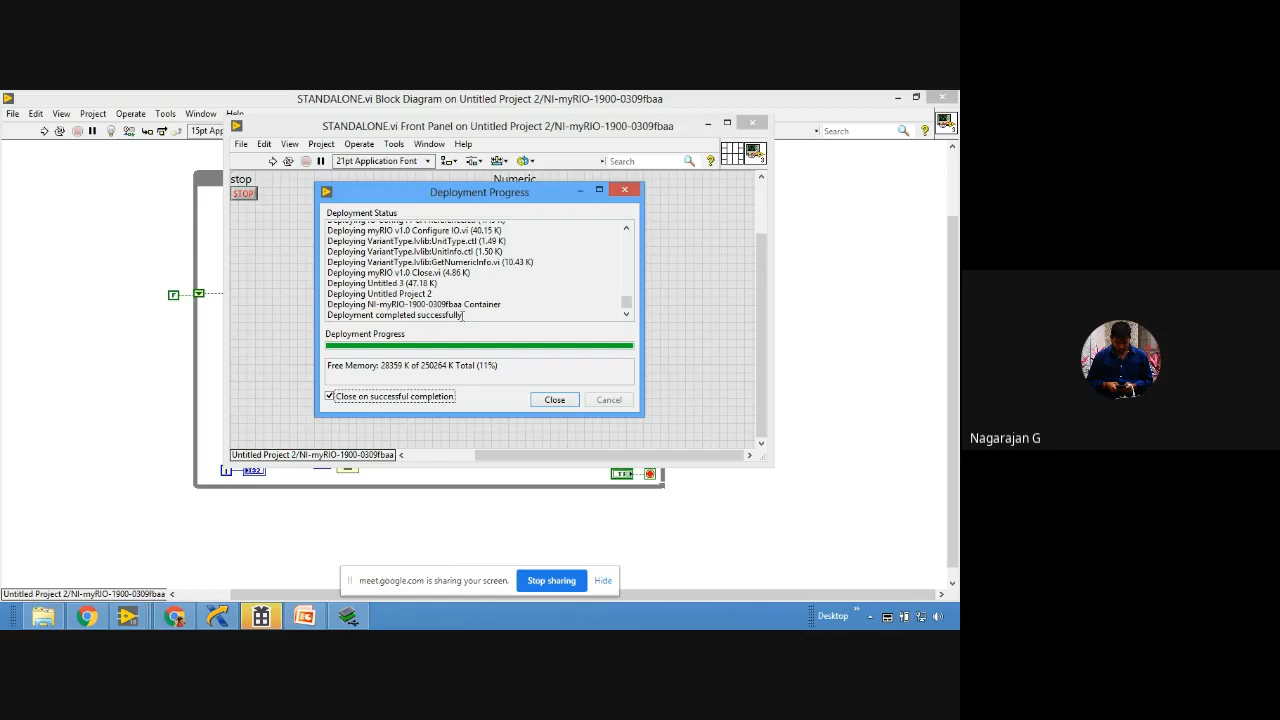 STANDALONE.vi Block Diagram on Untitled Project 2/NI-myRIO-1900-0309fbaa
File Edit View Project Operate Tools Window Help
15pt App
Search
STANDALONE.vi Front Panel on Untitled Project 2/NI-myRIO-1900-0309fbaa
File Edit View Project Operate Tools Window Help
21pt Application Font
Search
3
3
stop
STOP
Numeric
Deployment Progress
Deployment Status
Deploying myRIO v1.0 Configure IO.vi (40.15 K)
Deploying VariantType.lvlib:UnitType.ctl (1.49 K)
Deploying VariantType.lvlib:UnitInfo.ctl (1.50 K)
Deploying VariantType.lvlib:GetNumericInfo.vi (10.43 K)
Deploying myRIO v1.0 Close.vi (4.86 K)
Deploying Untitled 3 (47.18 K)
Deploying Untitled Project 2
Deploying NI-myRIO-1900-0309fbaa Container
Deployment completed successfully
Deployment Progress
Free Memory: 28359 K of 250264 K Total (11%)
Close on successful completion
Close
Cancel
F
Untitled Project 2/NI-myRIO-1900-0309fbaa
i
I32
TF
meet.google.com is sharing your screen.
Stop sharing
Hide
Untitled Project 2/NI-myRIO-1900-0309fbaa
Desktop
Nagarajan G